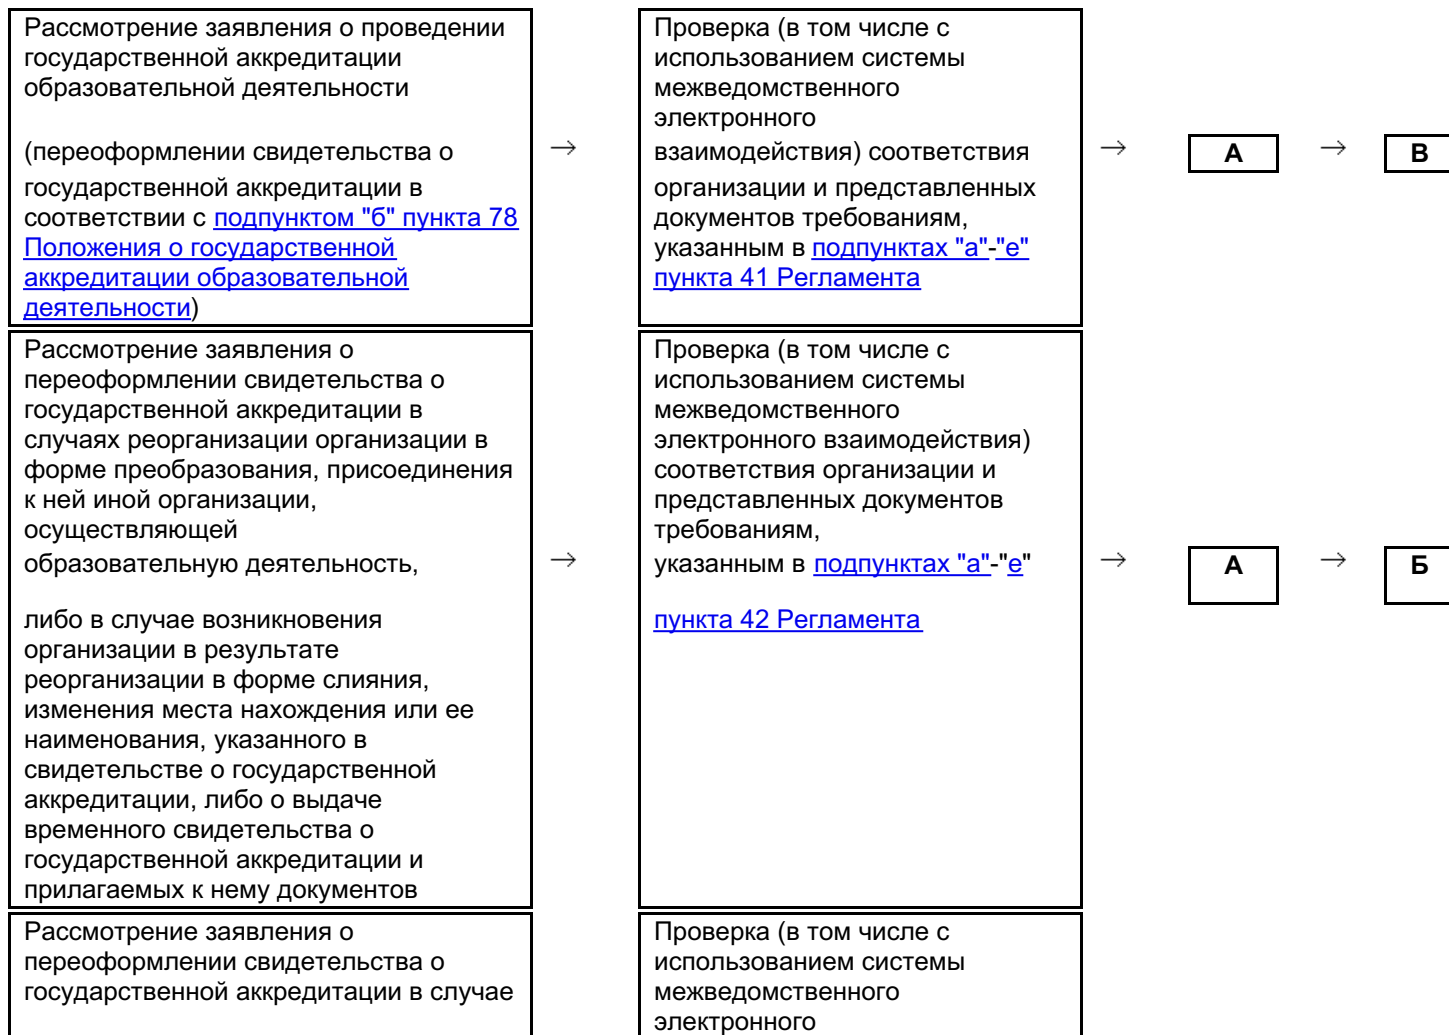 Рассмотрение заявления о проведении
государственной аккредитации
образовательной деятельности
(переоформлении свидетельства о
государственной аккредитации в
соответствии с подпунктом "б" пункта 78
Положения о государственной
аккредитации образовательной
деятельности)
→
Проверка (в том числе с
использованием системы
межведомственного
электронного
взаимодействия) соответствия
организации и представленных
документов требованиям,
указанным в подпунктах "а"-"е"
пункта 41 Регламента
→
А
→
В
Рассмотрение заявления о
переоформлении свидетельства о
государственной аккредитации в
случаях реорганизации организации в
форме преобразования, присоединения
к ней иной организации,
осуществляющей
образовательную деятельность,
либо в случае возникновения
организации в результате
реорганизации в форме слияния,
изменения места нахождения или ее
наименования, указанного в
свидетельстве о государственной
аккредитации, либо о выдаче
временного свидетельства о
государственной аккредитации и
прилагаемых к нему документов
→
Проверка (в том числе с
использованием системы
межведомственного
электронного взаимодействия)
соответствия организации и
представленных документов
требованиям,
указанным в подпунктах "а"-"е"
пункта 42 Регламента
→
А
→
Б
Рассмотрение заявления о
переоформлении свидетельства о
государственной аккредитации в случае
Проверка (в том числе с
использованием системы
межведомственного
электронного